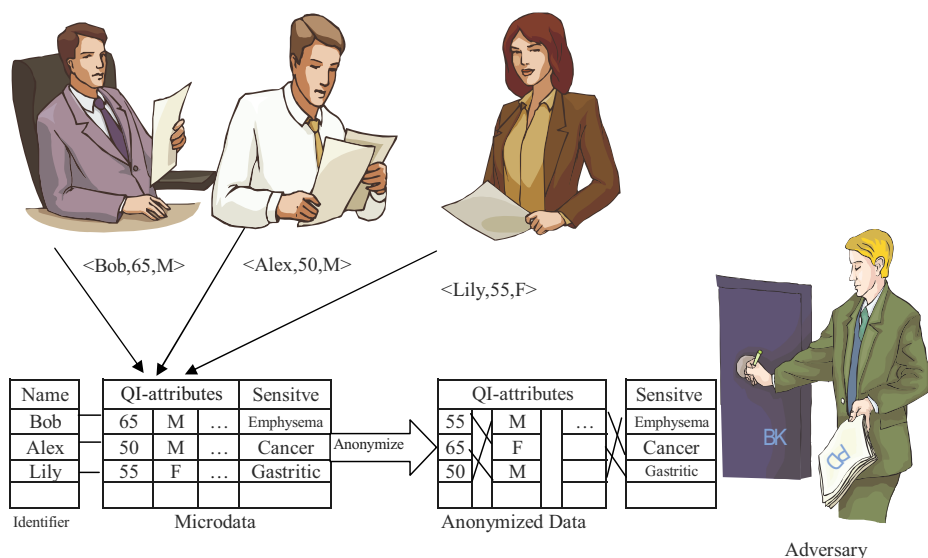 <Bob,65,M>
<Alex,50,M>
<Lily,55,F>
Name
Bob
Alex
Lily
Identifier
QI-attributes Sensitve
65 M … Emphysema
50 M … Cancer
55 F … Gastritic
Microdata
Anonymize
QI-attributes
55 M …
65 F
50 M
Anonymized Data
Sensitve
Emphysema
Cancer
Gastritic
BK
PD
Adversary